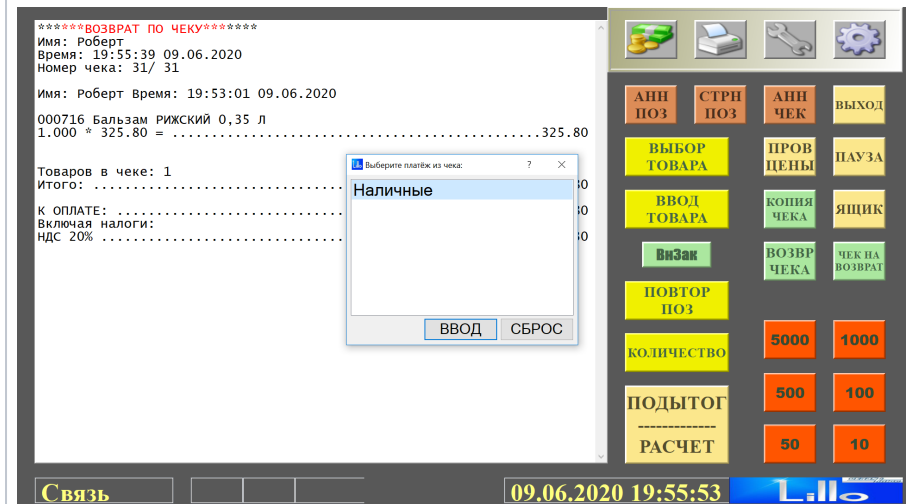 ******ВОЗВРАТ ПО ЧЕКУ*******
Имя: Роберт
Время: 19:55:39 09.06.2020
Номер чека: 31/ 31
Имя: Роберт Время: 19:53:01 09.06.2020
000716 Бальзам РИЖСКИЙ 0,35 Л
1.000 * 325.80 = ..............................................325.80
Товаров в чеке: 1
Итого: ................................
К ОПЛАТЕ: .............................
Включая налоги:
НДС 20% ...............................
Выберите платёж из чека:
? ×
Наличные
ВВОД СБРОС
АНН ПОЗ
СТРН ПОЗ
АНН ЧЕК
ВЫХОД
ВЫБОР ТОВАРА
ПРОВ ЦЕНЫ
ПАУЗА
ВВОД ТОВАРА
КОПИЯ ЧЕКА
ЯЩИК
ВнЗак
ВОЗВР ЧЕКА
ЧЕК НА ВОЗВРАТ
ПОВТОР ПОЗ
КОЛИЧЕСТВО
5000
1000
ПОДЫТОГ
-------------
РАСЧЕТ
500
100
50
10
Связь
09.06.2020 19:55:53
Lillo